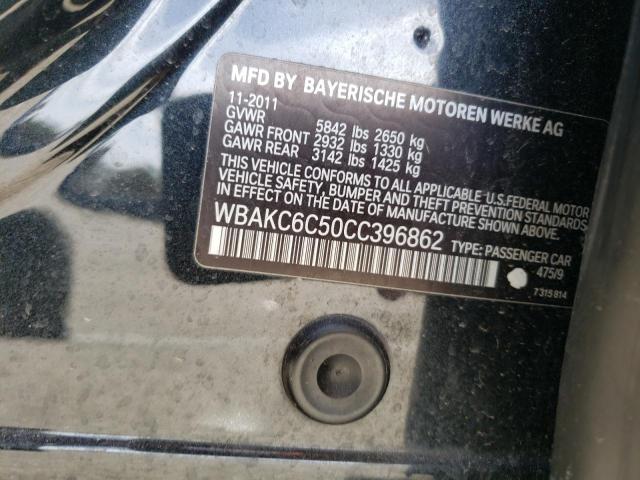 MFD BY BAYERISCHE MOTOREN WERKE AG
11-2011
GVWR 5842 lbs 2650 kg
GAWR FRONT 2932 lbs 1330 kg
GAWR REAR 3142 lbs 1425 kg
THIS VEHICLE CONFORMS TO ALL APPLICABLE U.S.FEDERAL MOTOR
VEHICLE SAFETY, BUMPER AND THEFT PREVENTION STANDARDS
IN EFFECT ON THE DATE OF MANUFACTURE SHOWN ABOVE.
WBAKC6C50CC396862 TYPE: PASSENGER CAR
475/9
7315814